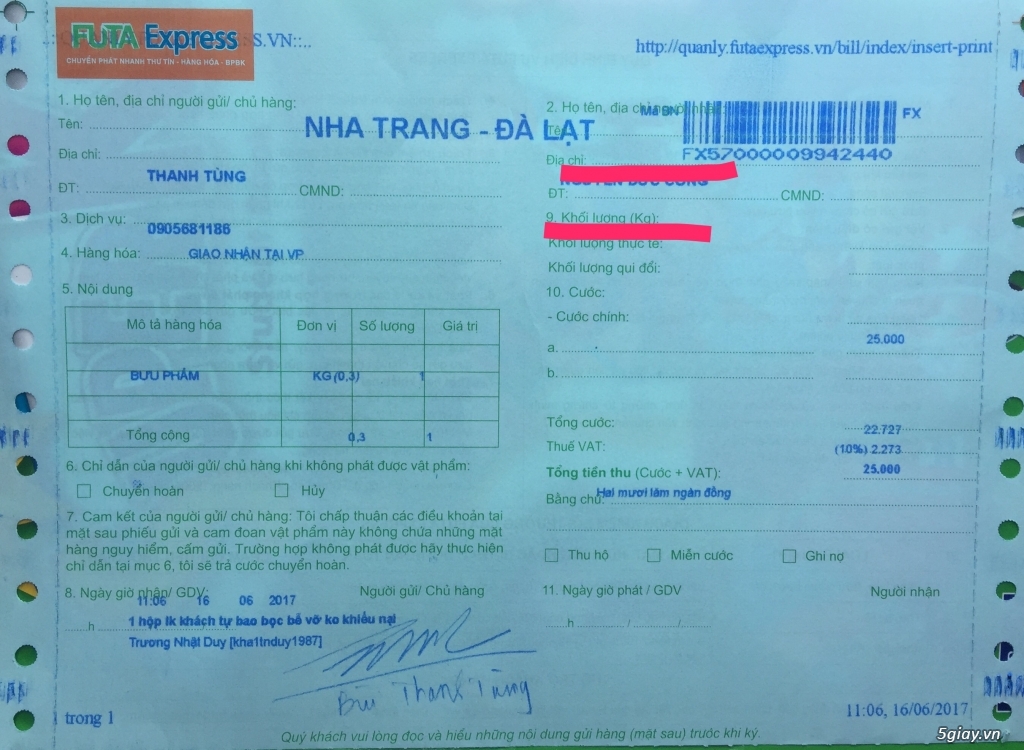 FUTA Express
S.VN::..
CHUYỂN PHÁT NHANH THƯ TÍN - HÀNG HÓA - BPBK
http://quanly.futaexpress.vn/bill/index/insert-print
1. Họ tên, địa chỉ người gửi/ chủ hàng:
Tên:
NHA TRANG - ĐÀ LẠT
Địa chỉ:
THANH TÙNG
ĐT: CMND:
3. Dịch vụ:
0905681186
4. Hàng hóa: GIAO NHẬN TẠI VP
5. Nội dung
Mô tả hàng hóa Đơn vị Số lượng Giá trị
BƯU PHẨM KG (0,3) 1
Tổng cộng 0,3 1
6. Chỉ dẫn của người gửi/ chủ hàng khi không phát được vật phẩm:
Chuyển hoàn Hủy
7. Cam kết của người gửi/ chủ hàng: Tôi chấp thuận các điều khoản tại
mặt sau phiếu gửi và cam đoan vật phẩm này không chứa những mặt
hàng nguy hiểm, cấm gửi. Trường hợp không phát được hãy thực hiện
chỉ dẫn tại mục 6, tôi sẽ trả cước chuyển hoàn.
8. Ngày giờ nhận/ GDV: Người gửi/ Chủ hàng
11:06 16 06 2017
h 1 hộp lk khách tự bao bọc bể vỡ ko khiếu nại
Trương Nhật Duy [kha1tnduy1987]
Bùi Thanh Tùng
1 trong 1
2. Họ tên, địa chỉ người nhận:
Mã BN FX
Tên:
FX57000009942440
Địa chỉ:
ĐT: CMND:
9. Khối lượng (Kg):
Khối lượng thực tế:
Khối lượng qui đổi:
10. Cước:
- Cước chính:
25.000
a.
b.
Tổng cước: 22.727
Thuế VAT: (10%) 2.273
Tổng tiền thu (Cước + VAT): 25.000
Bằng chữ: Hai mươi lăm ngàn đồng
Thu hộ Miễn cước Ghi nợ
11. Ngày giờ phát / GDV Người nhận
h / /
11:06, 16/06/2017
Quý khách vui lòng đọc và hiểu những nội dung gửi hàng (mặt sau) trước khi ký.
5giay.vn